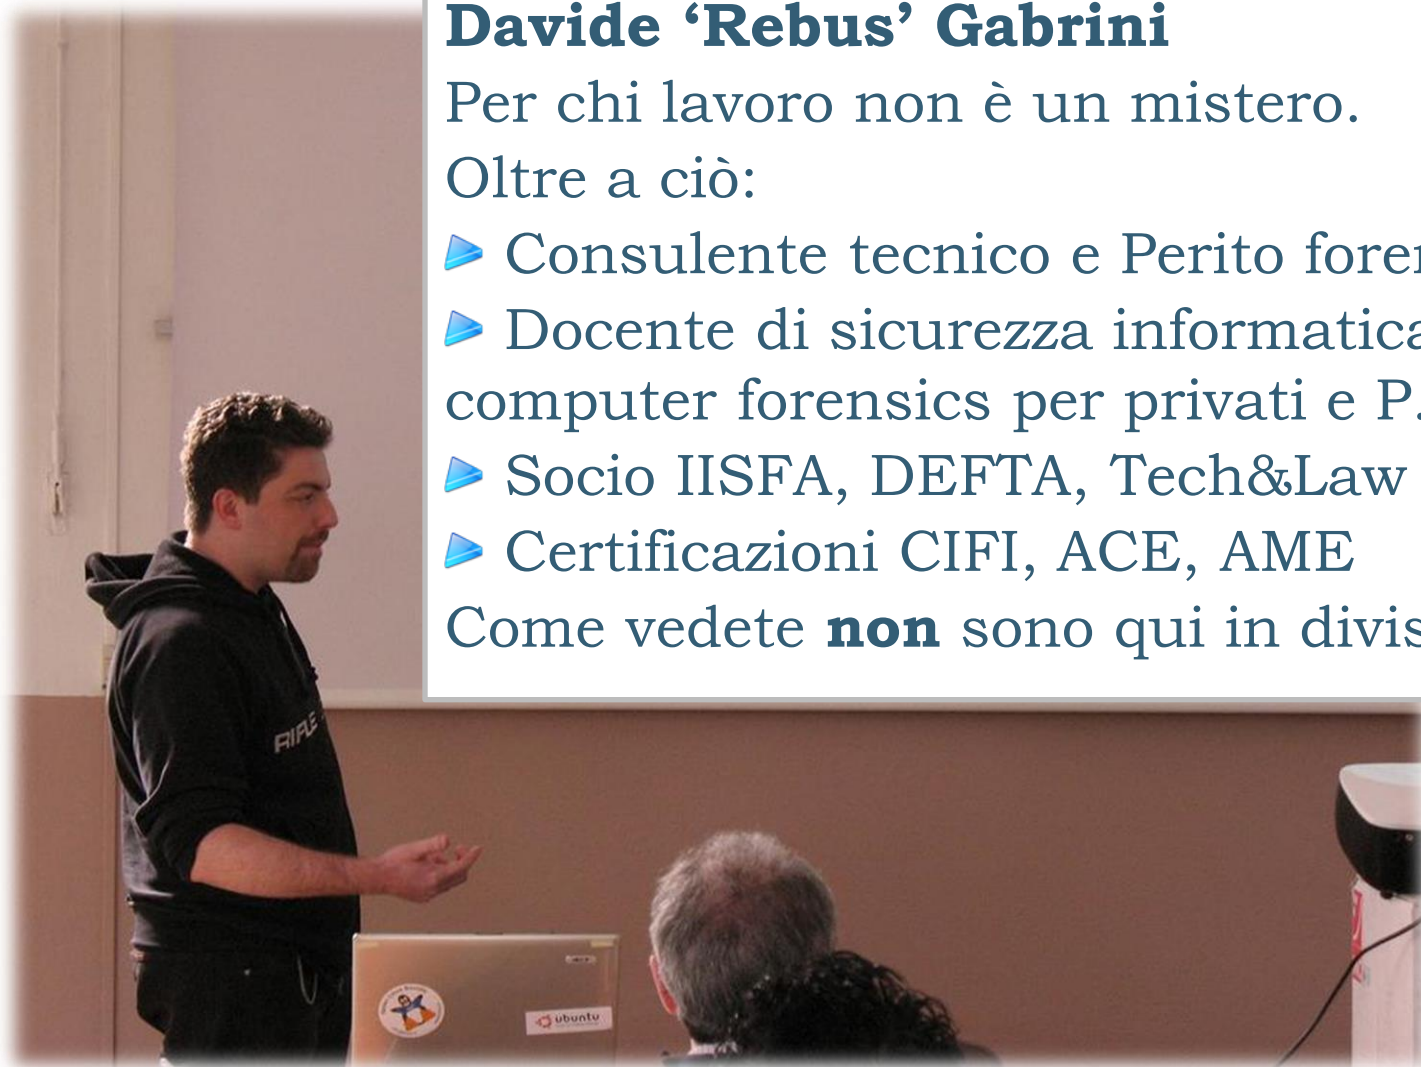 Davide ‘Rebus’ Gabrini
Per chi lavoro non è un mistero.
Oltre a ciò:
Consulente tecnico e Perito
Docente di sicurezza informatica
computer forensics per privati e P.
Socio IISFA, DEFTA, Tech&Law
Certificazioni CIFI, ACE, AME
Come vedete non sono qui in
RIFLE
acer
ubuntu